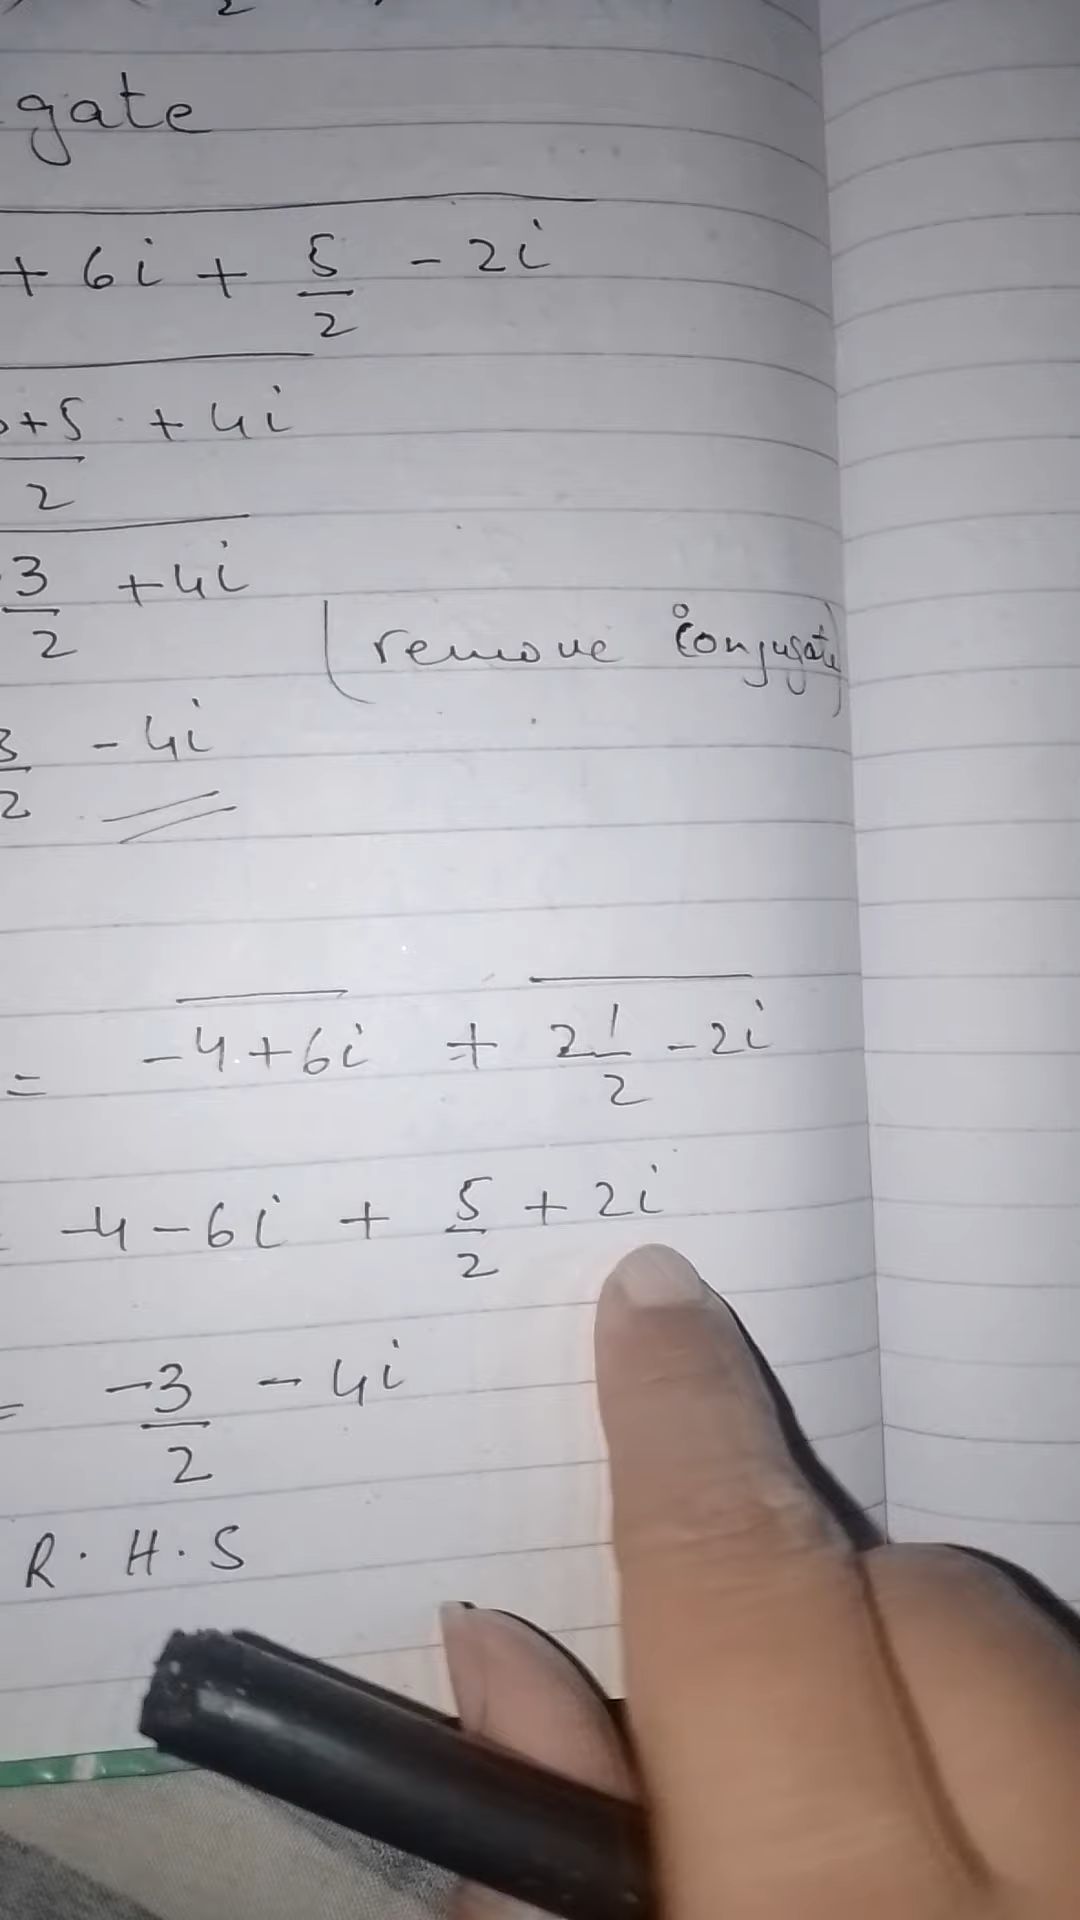 gate
+ 6i + 5/2 - 2i
+5/2 + 4i
3/2 + 4i
(remove conjugate)
3/2 - 4i
= -4+6i + 2 1/2 - 2i
= -4-6i + 5/2 + 2i
= -3/2 - 4i
R.H.S